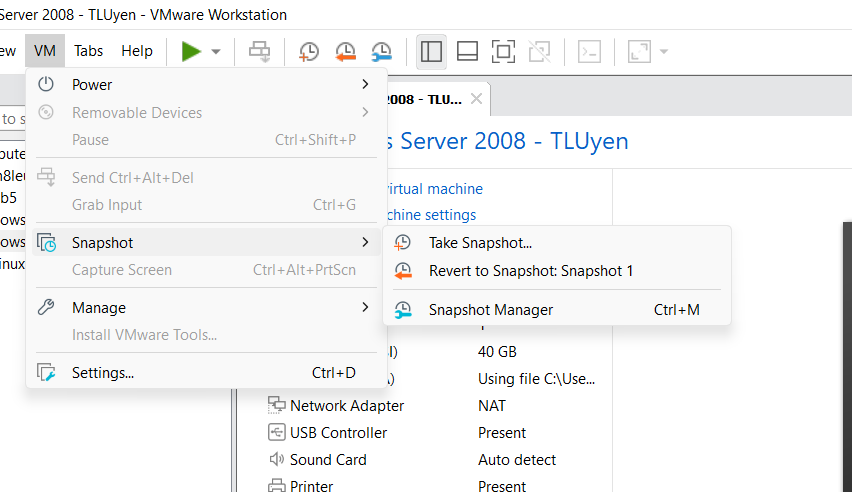 Server 2008 - TLUyen - VMware Workstation
ew VM Tabs Help
2008 - TLU...
Power
to s
Removable Devices
Pause Ctrl+Shift+P
s Server 2008 - TLUyen
Send Ctrl+Alt+Del
irtual machine
Grab Input Ctrl+G
chine settings
Snapshot
Take Snapshot...
Capture Screen Ctrl+Alt+PrtScn
Revert to Snapshot: Snapshot 1
Manage
Snapshot Manager Ctrl+M
Install VMware Tools...
40 GB
Settings... Ctrl+D
Using file C:\Use...
Network Adapter NAT
USB Controller Present
Sound Card Auto detect
Printer Present